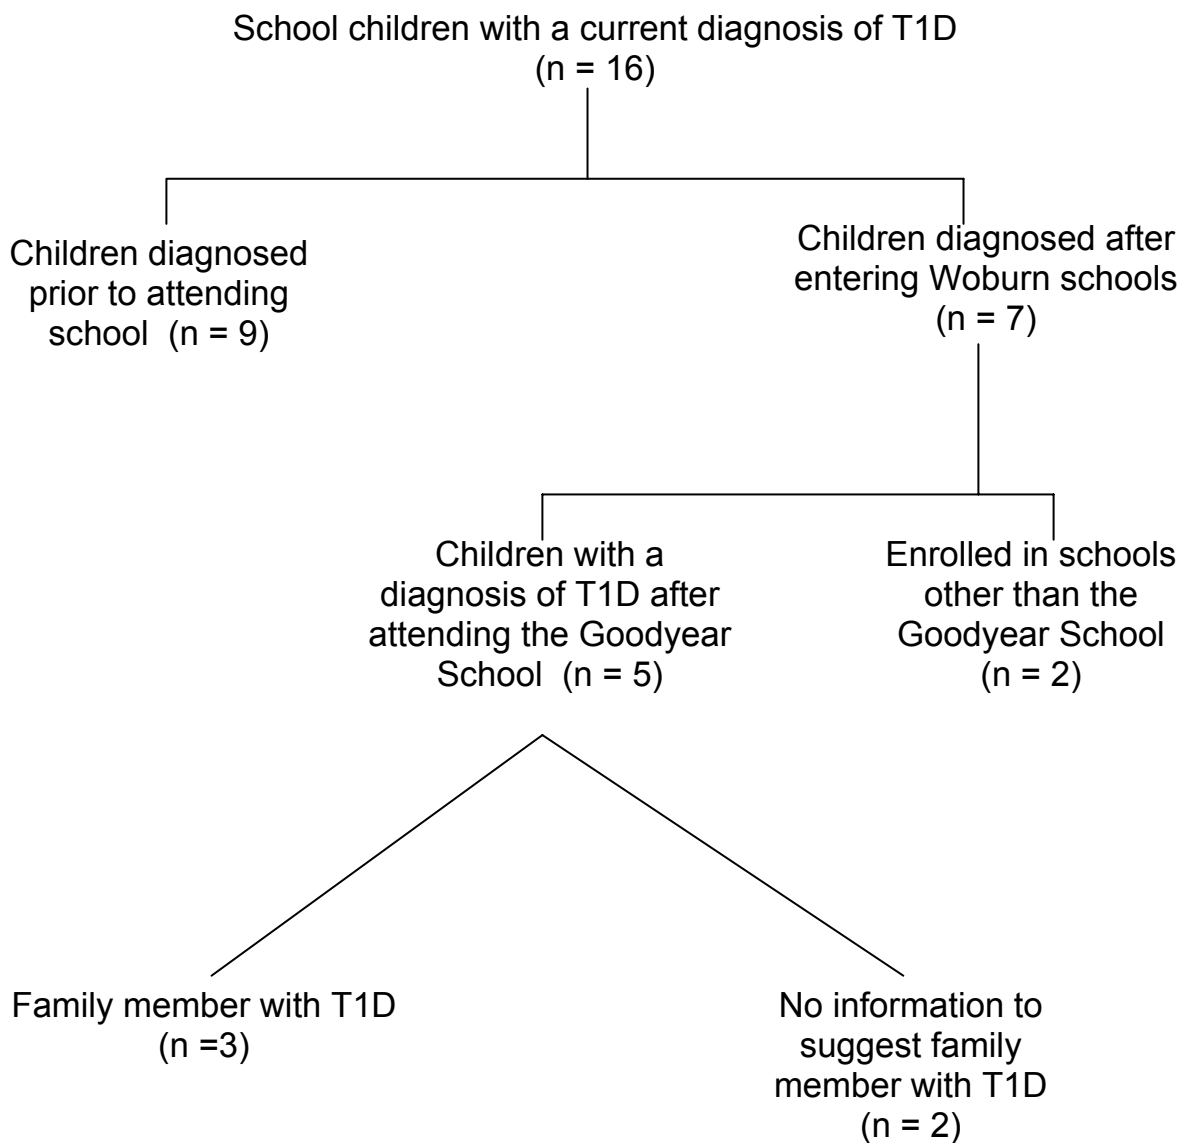 School children with a current diagnosis of T1D
(n = 16)
Children diagnosed
prior to attending
school  (n = 9)
Children diagnosed after
entering Woburn schools
(n = 7)
Children with a
diagnosis of T1D after
attending the Goodyear
School  (n = 5)
Enrolled in schools
other than the
Goodyear School
(n = 2)
Family member with T1D
(n =3)
No information to
suggest family
member with T1D
(n = 2)